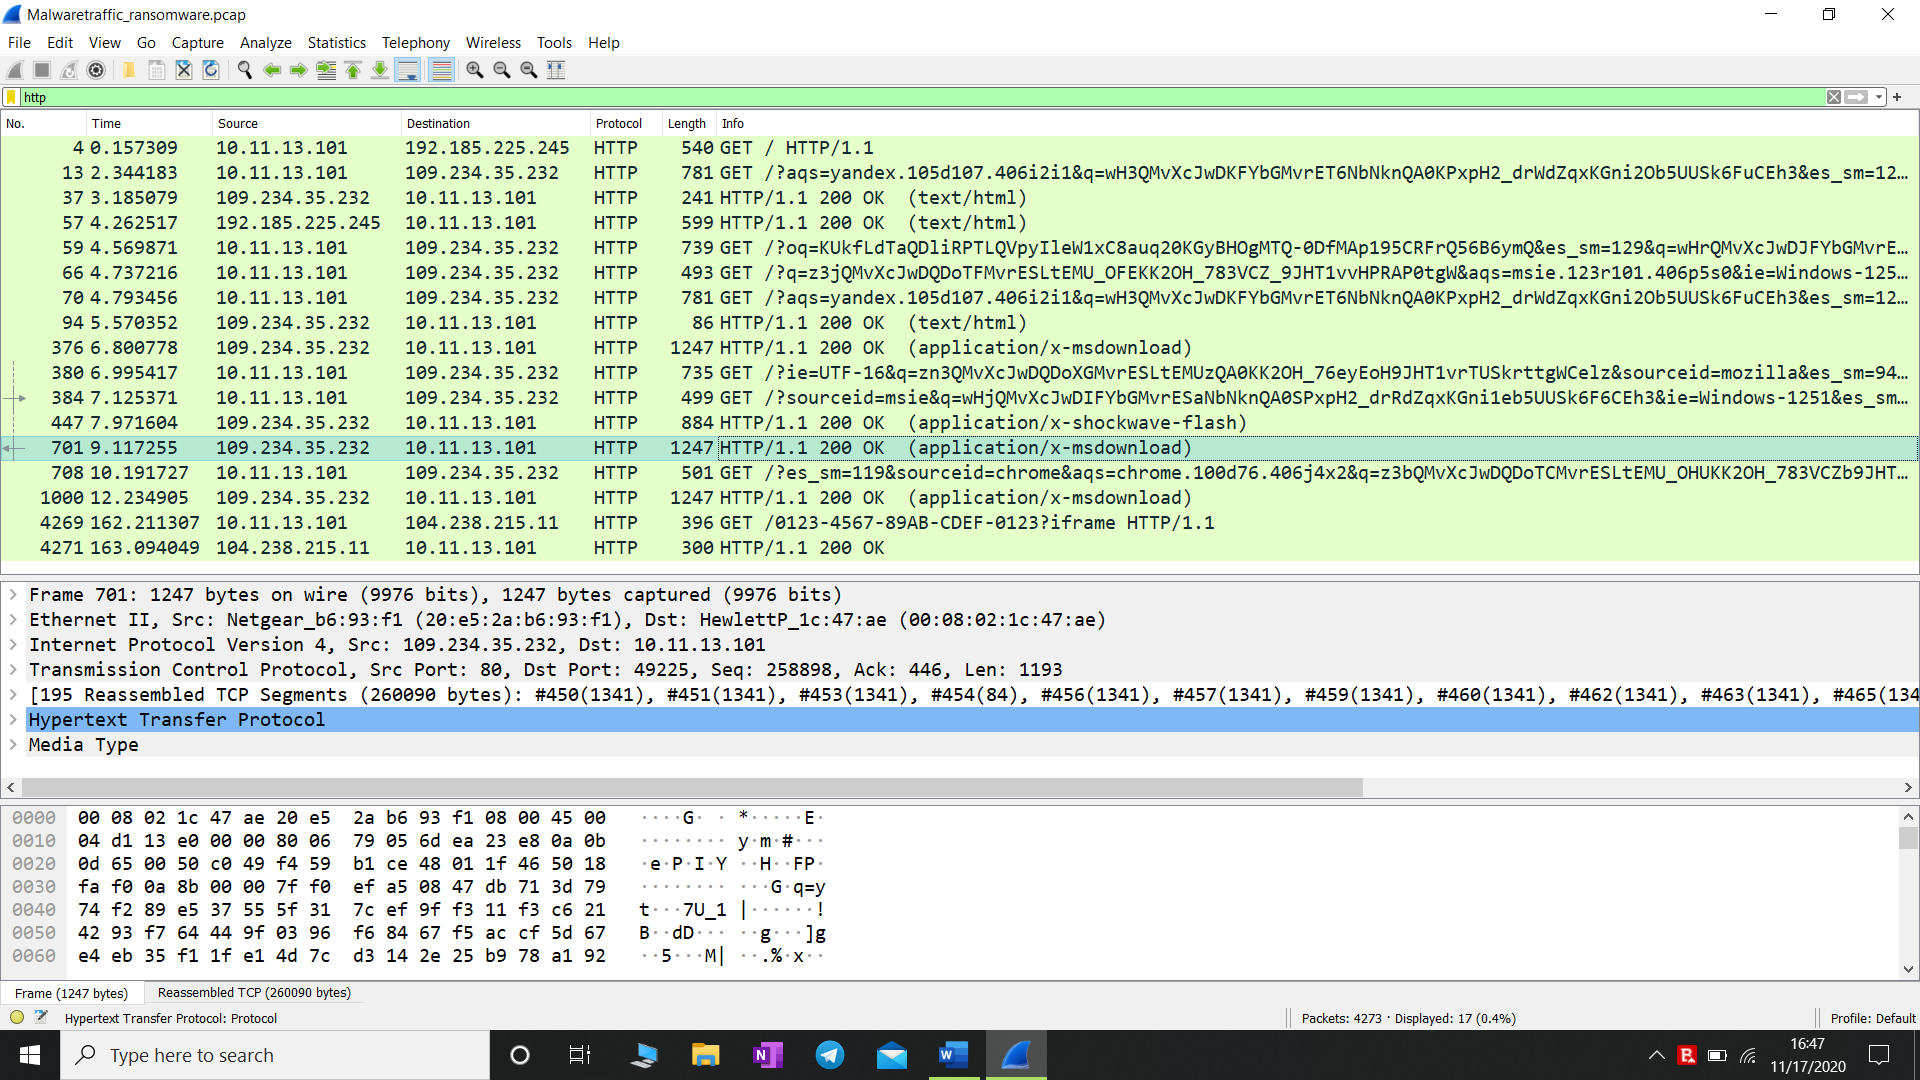 Malwaretraffic_ransomware.pcap
File Edit View Go Capture Analyze Statistics Telephony Wireless Tools Help
http
No. Time Source Destination Protocol Length Info
4 0.157309 10.11.13.101 192.185.225.245 HTTP 540 GET / HTTP/1.1
13 2.344183 10.11.13.101 109.234.35.232 HTTP 781 GET /?aqs=yandex.105d107.406i2i1&q=wH3QMvXcJwDKFYbGMvrET6NbNknQA0KPxpH2_drWdZqxKGni2Ob5UUSk6FuCEh3&es_sm=12…
37 3.185079 109.234.35.232 10.11.13.101 HTTP 241 HTTP/1.1 200 OK (text/html)
57 4.262517 192.185.225.245 10.11.13.101 HTTP 599 HTTP/1.1 200 OK (text/html)
59 4.569871 10.11.13.101 109.234.35.232 HTTP 739 GET /?oq=KUkfLdTaQDliRPTLQVpyIleW1xC8auq20KGyBHOgMTQ-0DfMAp195CRFrQ56B6ymQ&es_sm=129&q=wHrQMvXcJwDJFYbGMvrE…
66 4.737216 10.11.13.101 109.234.35.232 HTTP 493 GET /?q=z3jQMvXcJwDQDoTFMvrESLtEMU_OFEKK2OH_783VCZ_9JHT1vvHPRAP0tgW&aqs=msie.123r101.406p5s0&ie=Windows-125…
70 4.793456 10.11.13.101 109.234.35.232 HTTP 781 GET /?aqs=yandex.105d107.406i2i1&q=wH3QMvXcJwDKFYbGMvrET6NbNknQA0KPxpH2_drWdZqxKGni2Ob5UUSk6FuCEh3&es_sm=12…
94 5.570352 109.234.35.232 10.11.13.101 HTTP 86 HTTP/1.1 200 OK (text/html)
376 6.800778 109.234.35.232 10.11.13.101 HTTP 1247 HTTP/1.1 200 OK (application/x-msdownload)
380 6.995417 10.11.13.101 109.234.35.232 HTTP 735 GET /?ie=UTF-16&q=zn3QMvXcJwDQDoXGMvrESLtEMUzQA0KK2OH_76eyEoH9JHT1vrTUSkrttgWCelz&sourceid=mozilla&es_sm=94…
384 7.125371 10.11.13.101 109.234.35.232 HTTP 499 GET /?sourceid=msie&q=wHjQMvXcJwDIFYbGMvrESaNbNknQA0SPxpH2_drRdZqxKGni1eb5UUSk6F6CEh3&ie=Windows-1251&es_sm…
447 7.971604 109.234.35.232 10.11.13.101 HTTP 884 HTTP/1.1 200 OK (application/x-shockwave-flash)
701 9.117255 109.234.35.232 10.11.13.101 HTTP 1247 HTTP/1.1 200 OK (application/x-msdownload)
708 10.191727 10.11.13.101 109.234.35.232 HTTP 501 GET /?es_sm=119&sourceid=chrome&aqs=chrome.100d76.406j4x2&q=z3bQMvXcJwDQDoTCMvrESLtEMU_OHUKK2OH_783VCZb9JHT…
1000 12.234905 109.234.35.232 10.11.13.101 HTTP 1247 HTTP/1.1 200 OK (application/x-msdownload)
4269 162.211307 10.11.13.101 104.238.215.11 HTTP 396 GET /0123-4567-89AB-CDEF-0123?iframe HTTP/1.1
4271 163.094049 104.238.215.11 10.11.13.101 HTTP 300 HTTP/1.1 200 OK
Frame 701: 1247 bytes on wire (9976 bits), 1247 bytes captured (9976 bits)
Ethernet II, Src: Netgear_b6:93:f1 (20:e5:2a:b6:93:f1), Dst: HewlettP_1c:47:ae (00:08:02:1c:47:ae)
Internet Protocol Version 4, Src: 109.234.35.232, Dst: 10.11.13.101
Transmission Control Protocol, Src Port: 80, Dst Port: 49225, Seq: 258898, Ack: 446, Len: 1193
[195 Reassembled TCP Segments (260090 bytes): #450(1341), #451(1341), #453(1341), #454(84), #456(1341), #457(1341), #459(1341), #460(1341), #462(1341), #463(1341), #465(134
Hypertext Transfer Protocol
Media Type
0000 00 08 02 1c 47 ae 20 e5 2a b6 93 f1 08 00 45 00 ····G· · *·····E·
0010 04 d1 13 e0 00 00 80 06 79 05 6d ea 23 e8 0a 0b ········ y·m·#···
0020 0d 65 00 50 c0 49 f4 59 b1 ce 48 01 1f 46 50 18 ·e·P·I·Y ··H··FP·
0030 fa f0 0a 8b 00 00 7f f0 ef a5 08 47 db 71 3d 79 ········ ···G·q=y
0040 74 f2 89 e5 37 55 5f 31 7c ef 9f f3 11 f3 c6 21 t···7U_1 |······!
0050 42 93 f7 64 44 9f 03 96 f6 84 67 f5 ac cf 5d 67 B··dD··· ··g···]g
0060 e4 eb 35 f1 1f e1 4d 7c d3 14 2e 25 b9 78 a1 92 ··5···M| ··.%·x··
Frame (1247 bytes) Reassembled TCP (260090 bytes)
Hypertext Transfer Protocol: Protocol Packets: 4273 · Displayed: 17 (0.4%) Profile: Default
Type here to search
16:47
11/17/2020